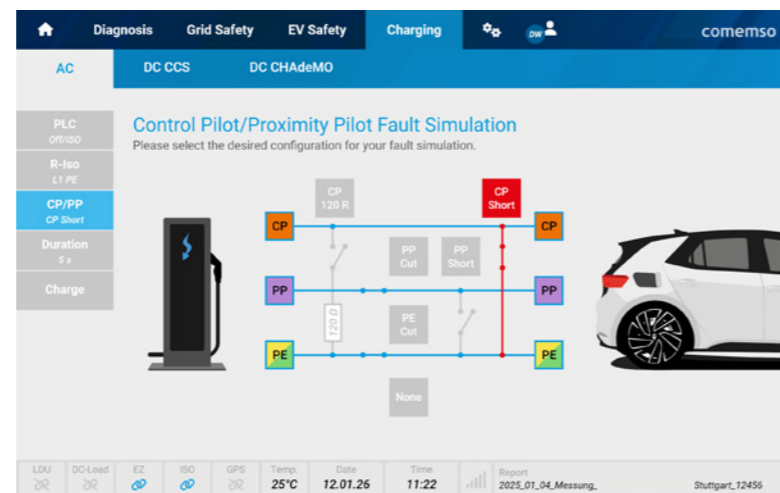 Diagnosis Grid Safety EV Safety Charging DW comemso
AC DC CCS DC CHAdeMO
PLC
Off/ISO
R-Iso
L1 PE
CP/PP
CP Short
Duration
5 s
Charge
Control Pilot/Proximity Pilot Fault Simulation
Please select the desired configuration for your fault simulation.
CP
120 R
CP
Short
CP
CP
PP
Cut
PP
Short
PP
PP
120 Ω
PE
Cut
PE
PE
None
LDU DC-Load EZ ISO GPS Temp. Date Time Report
25°C 12.01.26 11:22 2025_01_04_Messung_ Stuttgart_12456